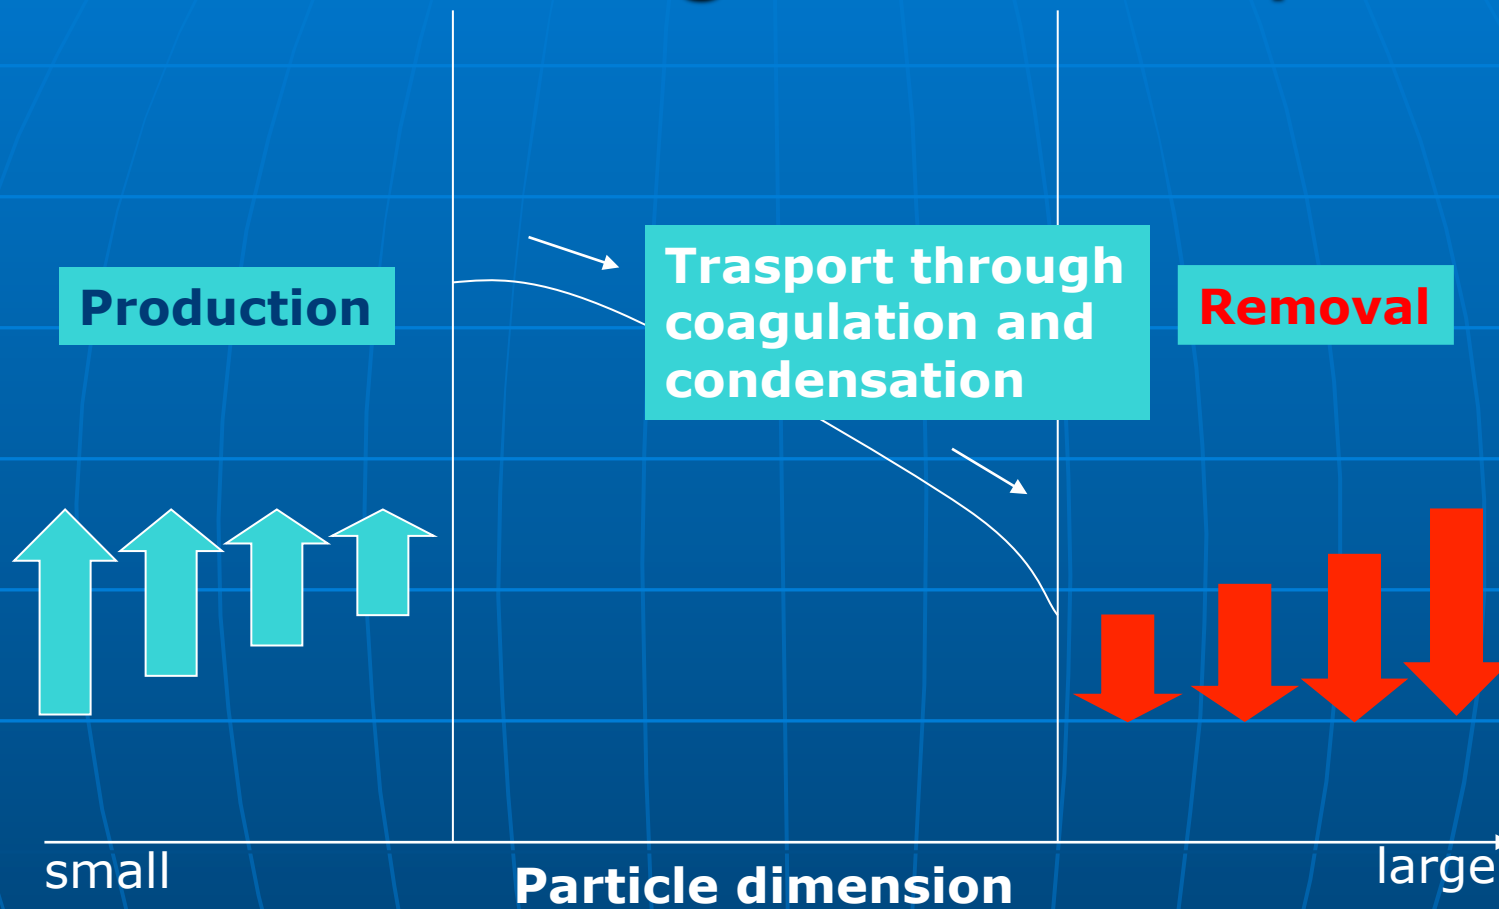 Production
Trasport through
coagulation and
condensation
Removal
small
large
Particle dimension